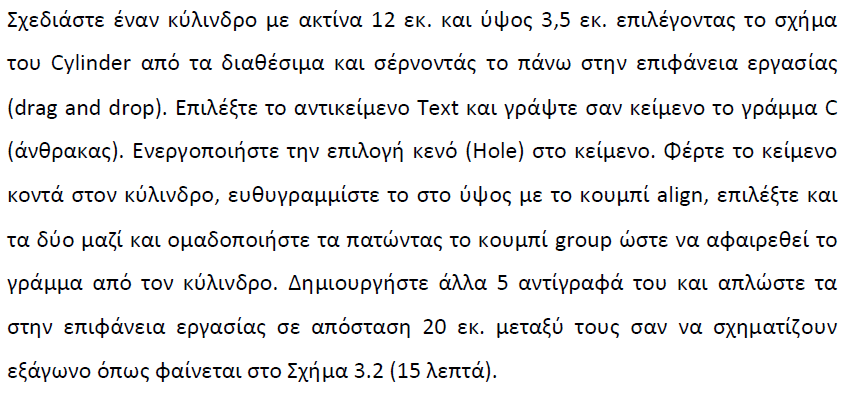 Σχεδιάστε έναν κύλινδρο με ακτίνα 12 εκ. και ύψος 3,5 εκ. επιλέγοντας το σχήμα
του Cylinder από τα διαθέσιμα και σέρνοντάς το πάνω στην επιφάνεια εργασίας
(drag and drop). Επιλέξτε το αντικείμενο Text και γράψτε σαν κείμενο το γράμμα C
(άνθρακας). Ενεργοποιήστε την επιλογή κενό (Hole) στο κείμενο. Φέρτε το κείμενο
κοντά στον κύλινδρο, ευθυγραμμίστε το στο ύψος με το κουμπί align, επιλέξτε και
τα δύο μαζί και ομαδοποιήστε τα πατώντας το κουμπί group ώστε να αφαιρεθεί το
γράμμα από τον κύλινδρο. Δημιουργήστε άλλα 5 αντίγραφά του και απλώστε τα
στην επιφάνεια εργασίας σε απόσταση 20 εκ. μεταξύ τους σαν να σχηματίζουν
εξάγωνο όπως φαίνεται στο Σχήμα 3.2 (15 λεπτά).